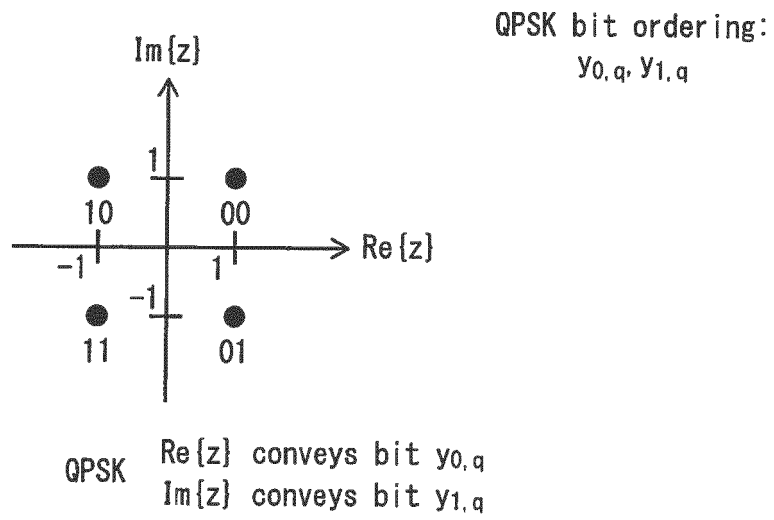 QPSK bit ordering:
y0,q, y1,q
Im{z}
1
10 00
Re{z}
-1 1
-1
11 01
QPSK Re{z} conveys bit y0,q
Im{z} conveys bit y1,q